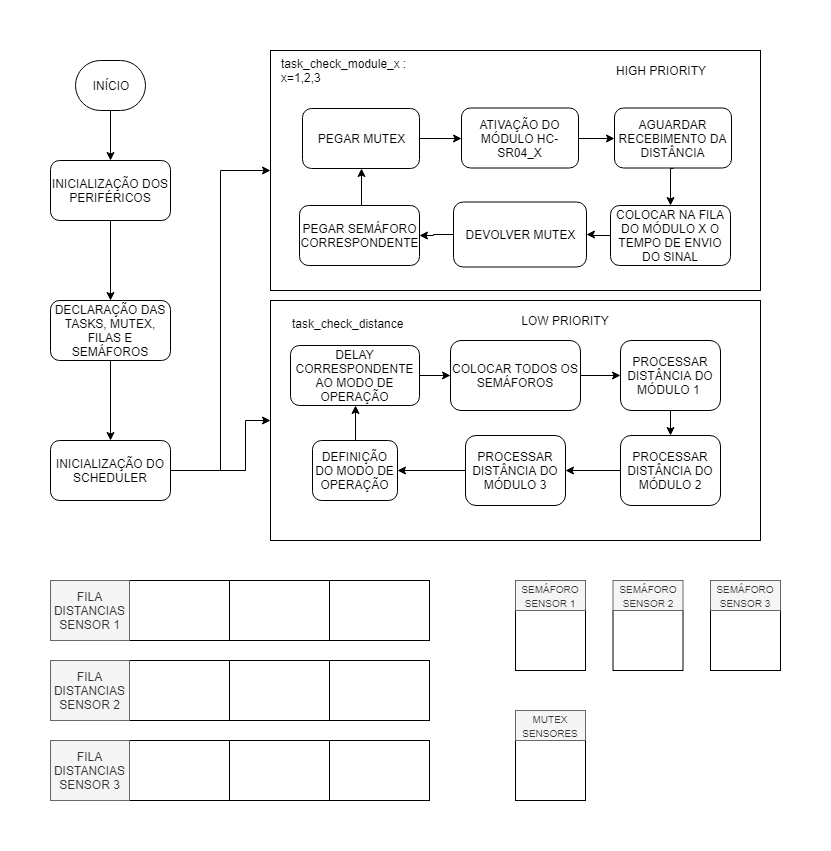 INÍCIO
INICIALIZAÇÃO DOS
PERIFÉRICOS
DECLARAÇÃO DAS
TASKS, MUTEX,
FILAS E
SEMÁFOROS
INICIALIZAÇÃO DO
SCHEDULER
task_check_module_x :
x=1,2,3
HIGH PRIORITY
PEGAR MUTEX
ATIVAÇÃO DO
MÓDULO HC-
SR04_X
AGUARDAR
RECEBIMENTO DA
DISTÂNCIA
COLOCAR NA FILA
DO MÓDULO X O
TEMPO DE ENVIO
DO SINAL
DEVOLVER MUTEX
PEGAR SEMÁFORO
CORRESPONDENTE
task_check_distance
LOW PRIORITY
DELAY
CORRESPONDENTE
AO MODO DE
OPERAÇÃO
COLOCAR TODOS OS
SEMÁFOROS
PROCESSAR
DISTÂNCIA DO
MÓDULO 1
PROCESSAR
DISTÂNCIA DO
MÓDULO 2
PROCESSAR
DISTÂNCIA DO
MÓDULO 3
DEFINIÇÃO
DO MODO DE
OPERAÇÃO
FILA
DISTANCIAS
SENSOR 1
FILA
DISTANCIAS
SENSOR 2
FILA
DISTANCIAS
SENSOR 3
SEMÁFORO
SENSOR 1
SEMÁFORO
SENSOR 2
SEMÁFORO
SENSOR 3
MUTEX
SENSORES